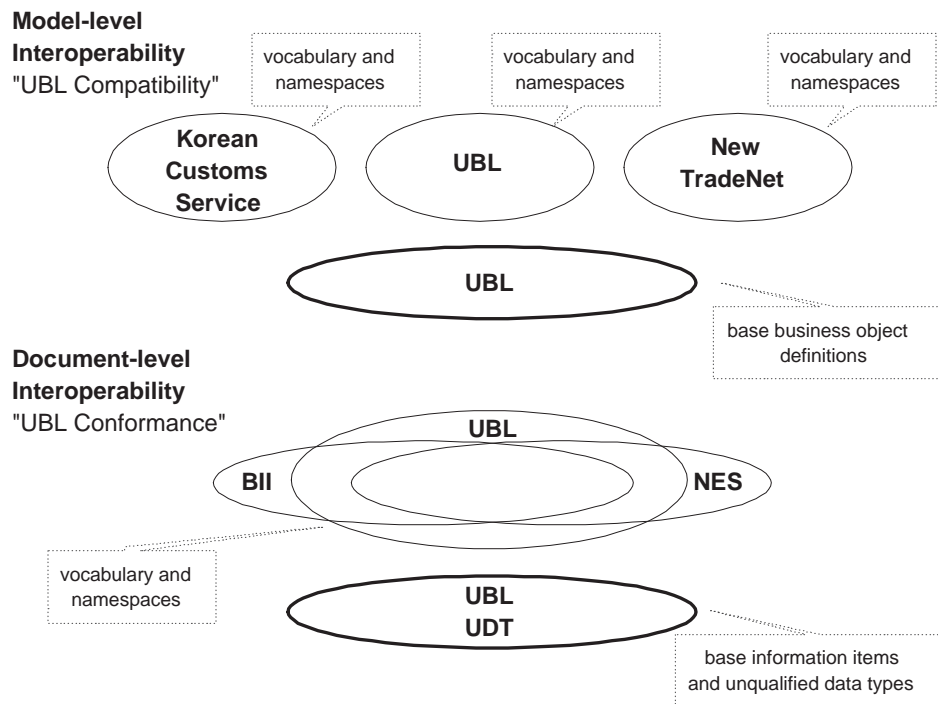 Model-level
Interoperability
"UBL Compatibility"
vocabulary and
namespaces
vocabulary and
namespaces
vocabulary and
namespaces
Korean
Customs
Service
UBL
New
TradeNet
UBL
base business object
definitions
Document-level
Interoperability
"UBL Conformance"
UBL
BII
NES
vocabulary and
namespaces
UBL
UDT
base information items
and unqualified data types